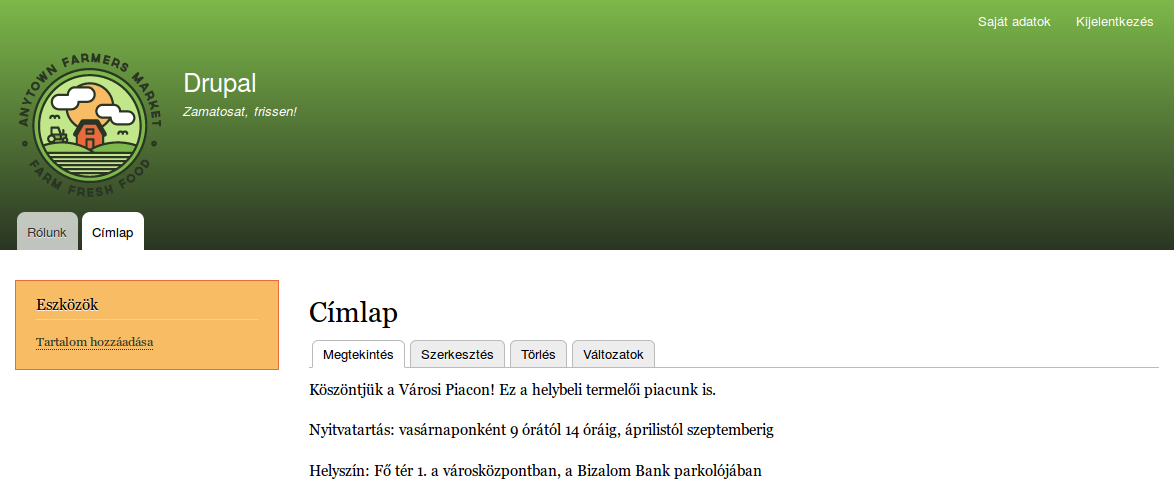 Saját adatok Kijelentkezés
ANYTOWN FARMERS MARKET
FARM FRESH FOOD
Drupal
Zamatosat, frissen!
Rólunk Címlap
Eszközök
Tartalom hozzáadása
Címlap
Megtekintés Szerkesztés Törlés Változatok
Köszöntjük a Városi Piacon! Ez a helybeli termelői piacunk is.
Nyitvatartás: vasárnaponként 9 órától 14 óráig, áprilistól szeptemberig
Helyszín: Fő tér 1. a városközpontban, a Bizalom Bank parkolójában